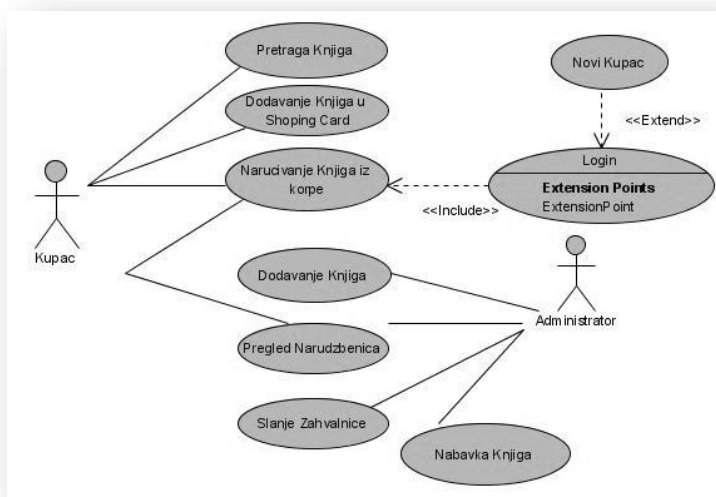 Pretraga Knjiga
Novi Kupac
Dodavanje Knjiga u
Shoping Card
<<Extend>>
Login
Narucivanje Knjiga iz
korpe
Extension Points
ExtensionPoint
<<Include>>
Kupac
Dodavanje Knjiga
Administrator
Pregled Narudzbenica
Slanje Zahvalnice
Nabavka Knjiga